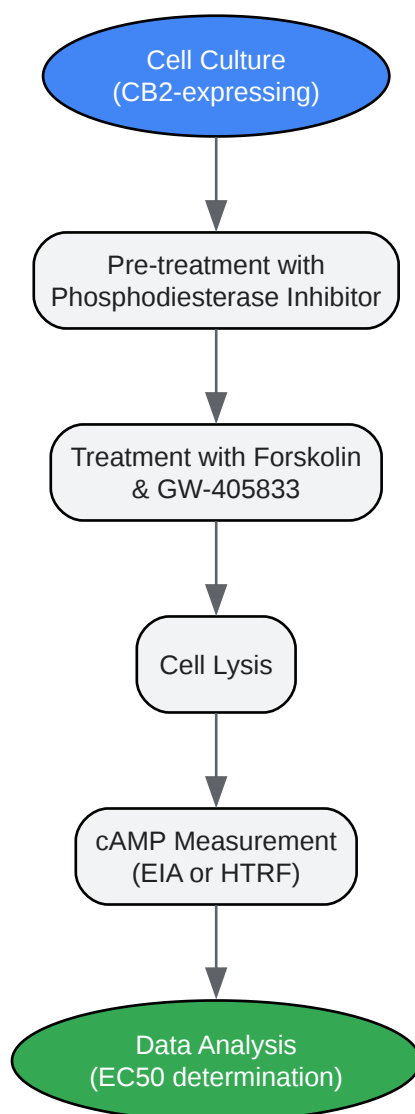 Cell Culture
(CB2-expressing)
Pre-treatment with
Phosphodiesterase Inhibitor
Treatment with Forskolin
& GW-405833
Cell Lysis
cAMP Measurement
(EIA or HTRF)
Data Analysis
(EC50 determination)